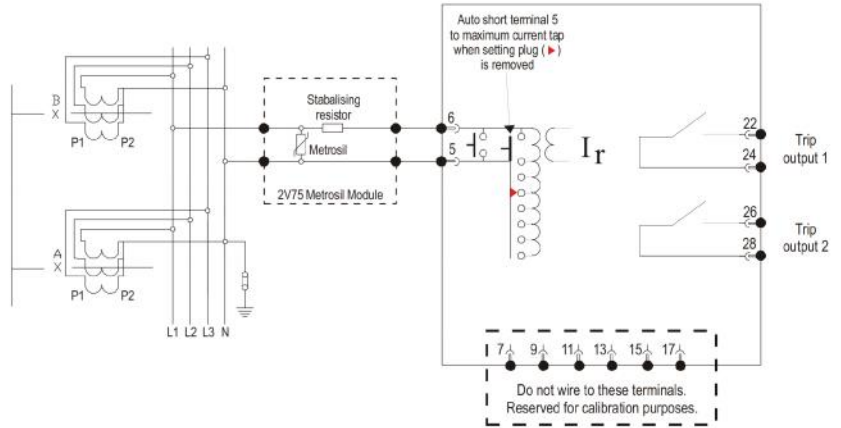 Auto short terminal 5
to maximum current tap
when setting plug ( ► )
is removed
B
X
P1 P2
Stabalising
resistor
Metrosil
2V75 Metrosil Module
6
5
Ir
22
24
Trip
output 1
26
28
Trip
output 2
A
X
P1 P2
L1 L2 L3 N
7 9 11 13 15 17
Do not wire to these terminals.
Reserved for calibration purposes.